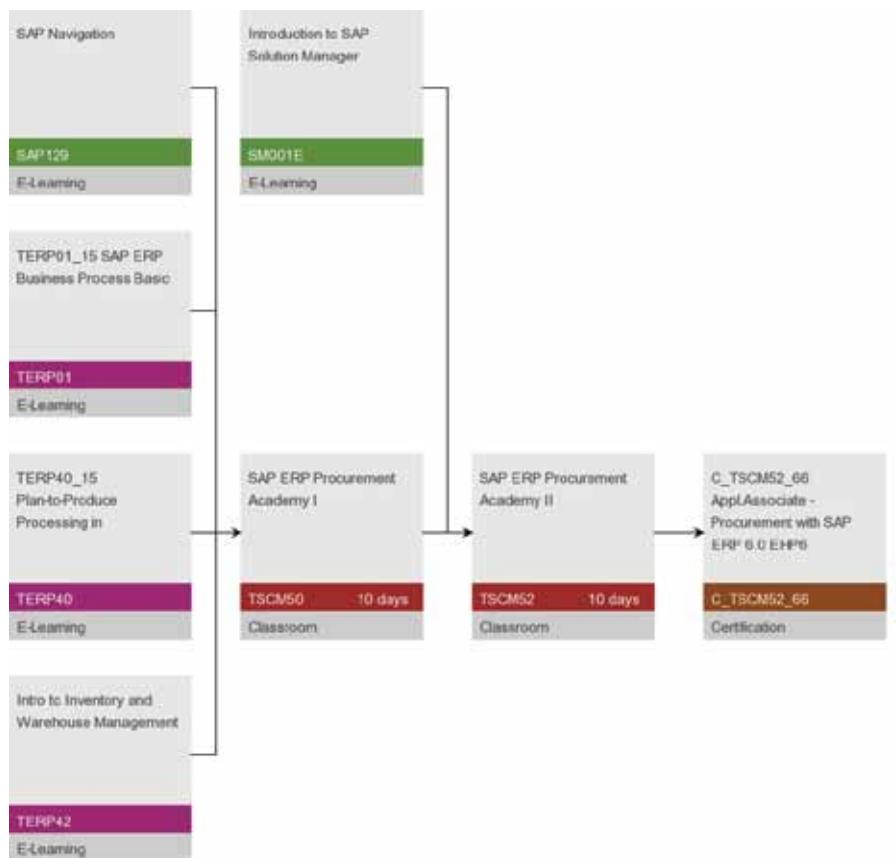 SAP Navigation
SAP129
E-Learning
Introduction to SAP
Solution Manager
SM001E
E-Learning
TERP01_15 SAP ERP
Business Process Basic
TERP01
E-Learning
TERP40_15
Plan-to-Produce
Processing in
TERP40
E-Learning
SAP ERP Procurement
Academy I
TSCM50 10 days
Classroom
SAP ERP Procurement
Academy II
TSCM52 10 days
Classroom
C_TSCM52_66
Appl.Associate -
Procurement with SAP
ERP 6.0 EHP6
C_TSCM52_66
Certification
Intro to Inventory and
Warehouse Management
TERP42
E-Learning